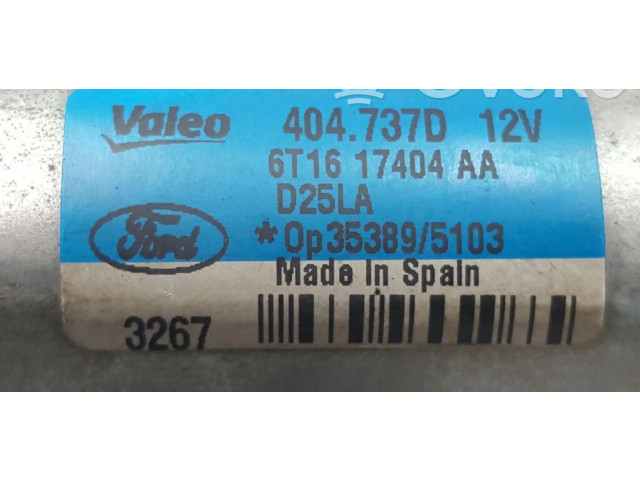 Valeo 404.737D 12V
6T16 17404 AA
D25LA
Ford *Op35389/5103
Made In Spain
3267